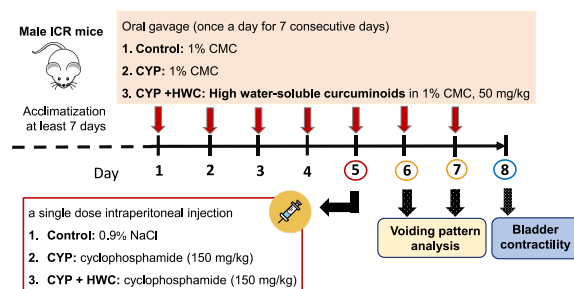 Male ICR mice
Acclimatization
at least 7 days
Oral gavage (once a day for 7 consecutive days)
1. Control: 1% CMC
2. CYP: 1% CMC
3. CYP +HWC: High water-soluble curcuminoids in 1% CMC, 50 mg/kg
Day 1 2 3 4 5 6 7 8
a single dose intraperitoneal injection
1. Control: 0.9% NaCl
2. CYP: cyclophosphamide (150 mg/kg)
3. CYP + HWC: cyclophosphamide (150 mg/kg)
Voiding pattern
analysis
Bladder
contractility